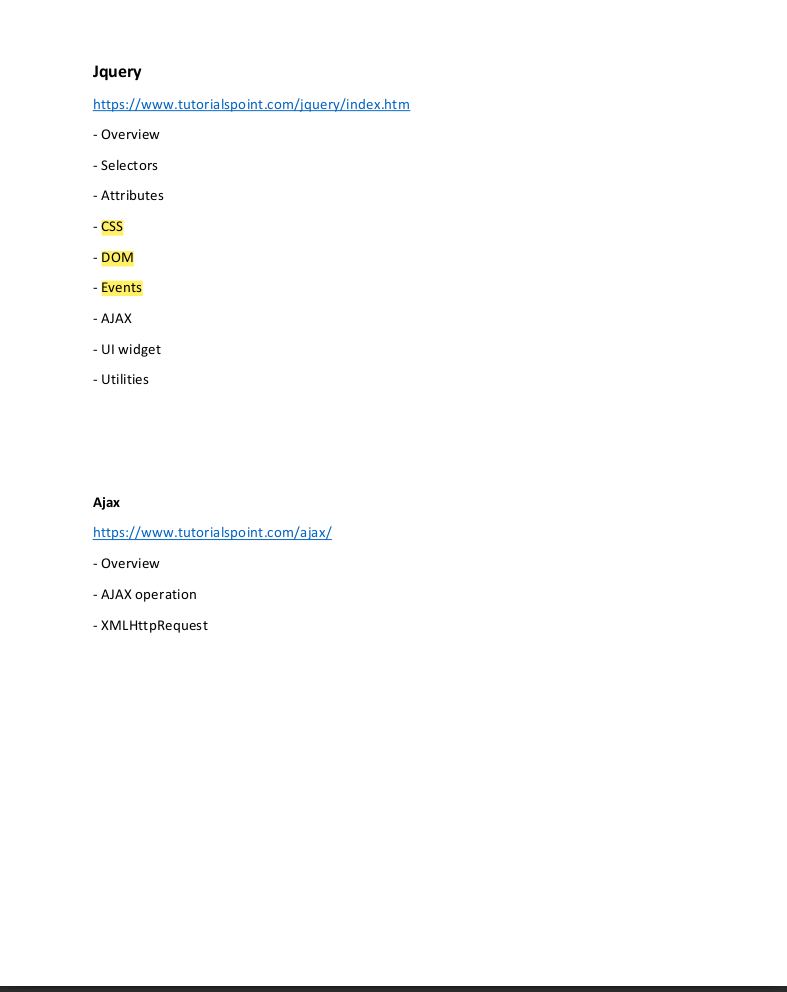 Jquery
https://www.tutorialspoint.com/jquery/index.htm
- Overview
- Selectors
- Attributes
- CSS
- DOM
- Events
- AJAX
- UI widget
- Utilities
Ajax
https://www.tutorialspoint.com/ajax/
- Overview
- AJAX operation
- XMLHttpRequest